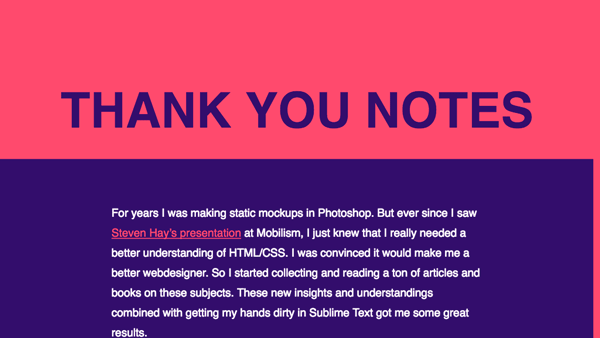 THANK YOU NOTES
For years I was making static mockups in Photoshop. But ever since I saw
Steven Hay's presentation at Mobilism, I just knew that I really needed a
better understanding of HTML/CSS. I was convinced it would make me a
better webdesigner. So I started collecting and reading a ton of articles and
books on these subjects. These new insights and understandings
combined with getting my hands dirty in Sublime Text got me some great
results.